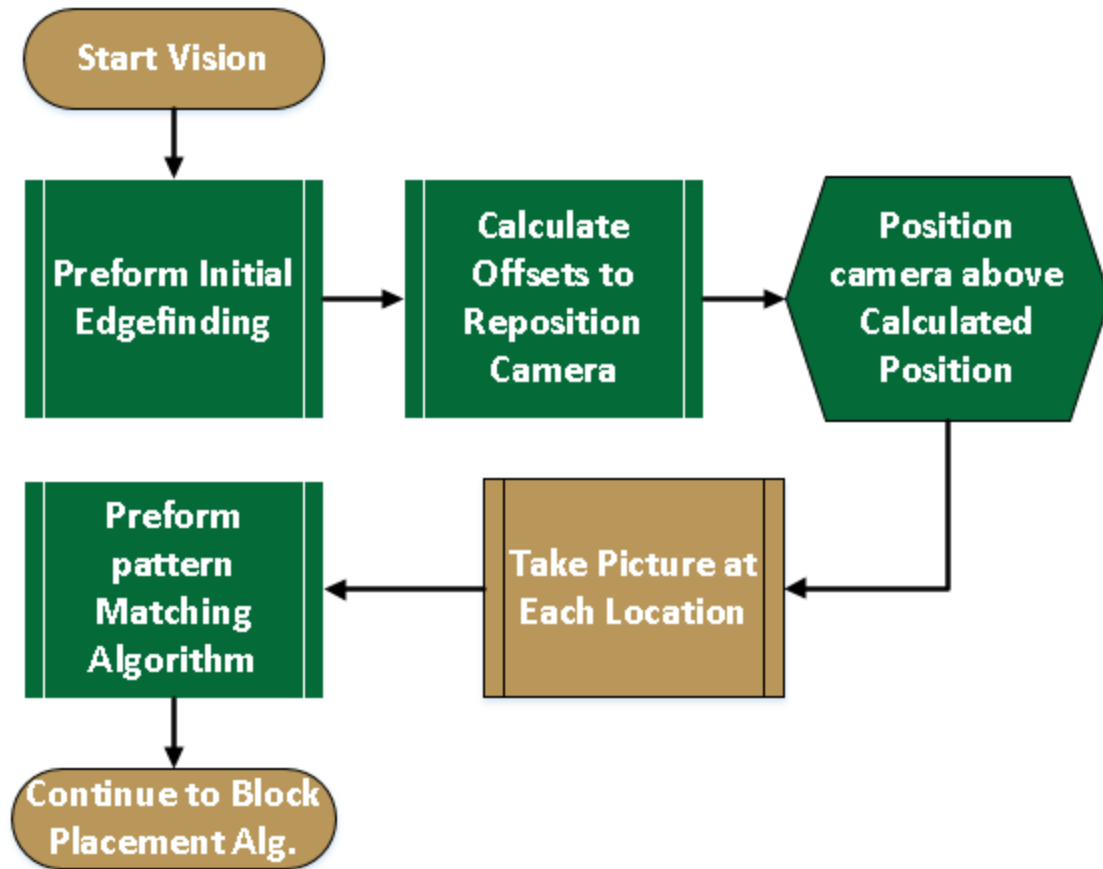 Start Vision
Preform Initial
Edgefinding
Calculate
Offsets to
Reposition
Camera
Position
camera above
Calculated
Position
Take Picture at
Each Location
Preform
pattern
Matching
Algorithm
Continue to Block
Placement Alg.